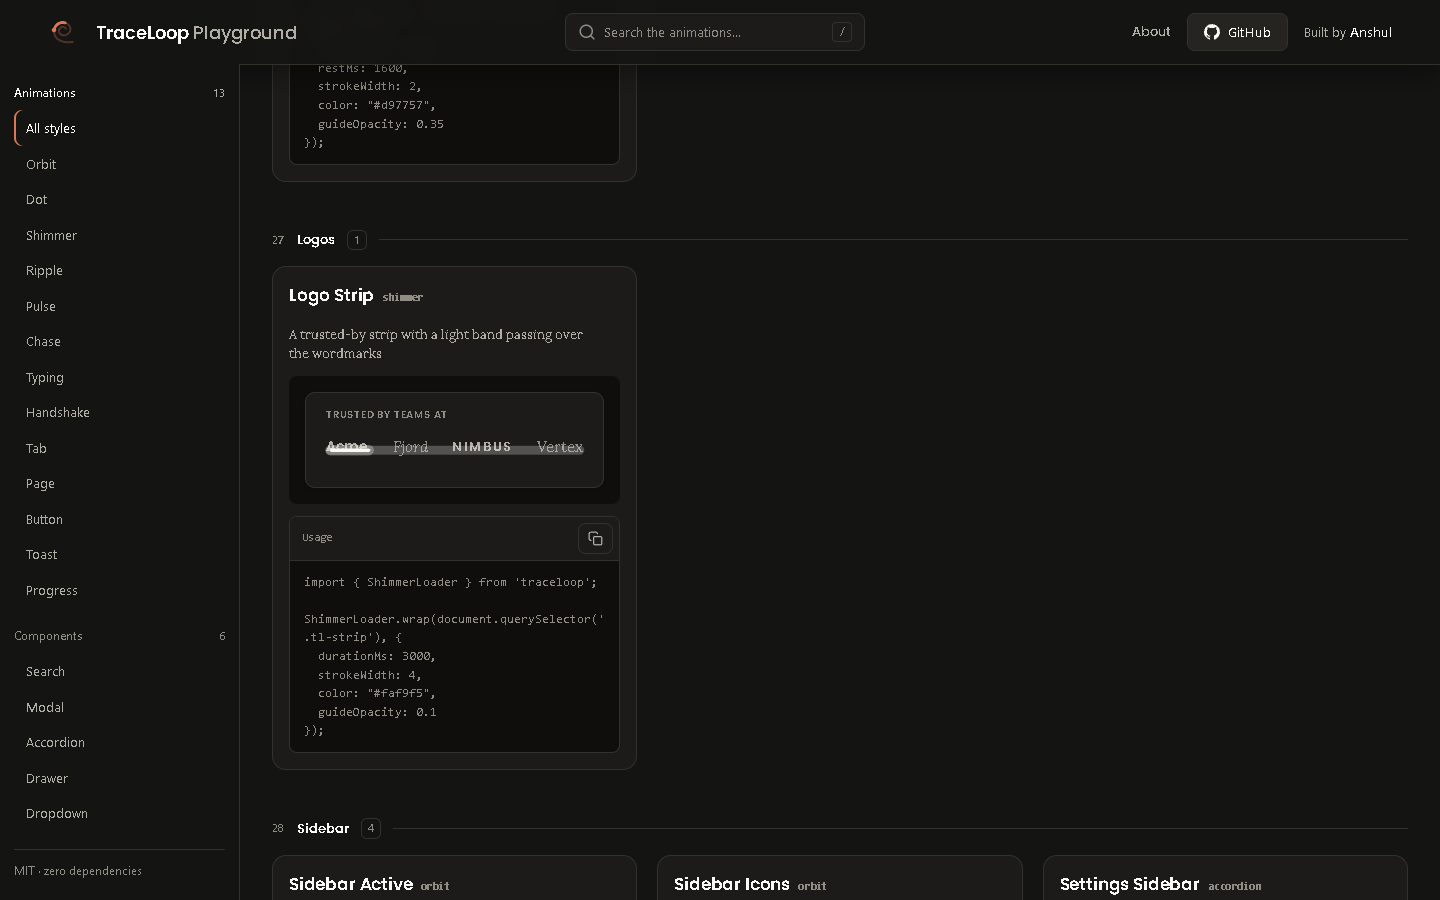 TraceLoop Playground
Search the animations...
/
About
GitHub
Built by Anshul
Animations 13
All styles
Orbit
Dot
Shimmer
Ripple
Pulse
Chase
Typing
Handshake
Tab
Page
Button
Toast
Progress
Components 6
Search
Modal
Accordion
Drawer
Dropdown
MIT · zero dependencies
restMs: 1600,
strokeWidth: 2,
color: "#d97757",
guideOpacity: 0.35
});
27 Logos 1
Logo Strip shimmer
A trusted-by strip with a light band passing over
the wordmarks
TRUSTED BY TEAMS AT
Acme Fjord NIMBUS Vertex
Usage
import { ShimmerLoader } from 'traceloop';
ShimmerLoader.wrap(document.querySelector('
.tl-strip'), {
durationMs: 3000,
strokeWidth: 4,
color: "#faf9f5",
guideOpacity: 0.1
});
28 Sidebar 4
Sidebar Active orbit
Sidebar Icons orbit
Settings Sidebar accordion